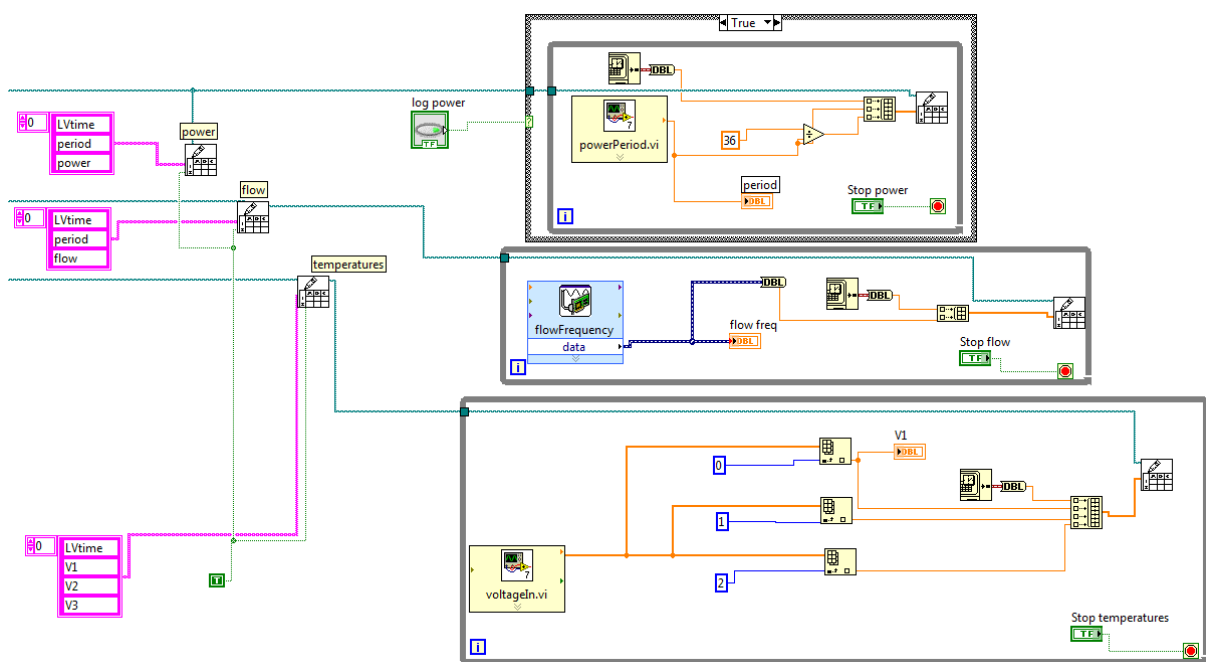 True
DBL
log power
TF
powerPeriod.vi
7
36
period
DBL
Stop power
TF
i
0
LVtime
period
power
power
flow
0
LVtime
period
flow
temperatures
flowFrequency
data
DBL
flow freq
DBL
DBL
Stop flow
TF
i
0
LVtime
V1
V2
V3
T
V1
DBL
0
1
2
DBL
7
voltageIn.vi
Stop temperatures
TF
i